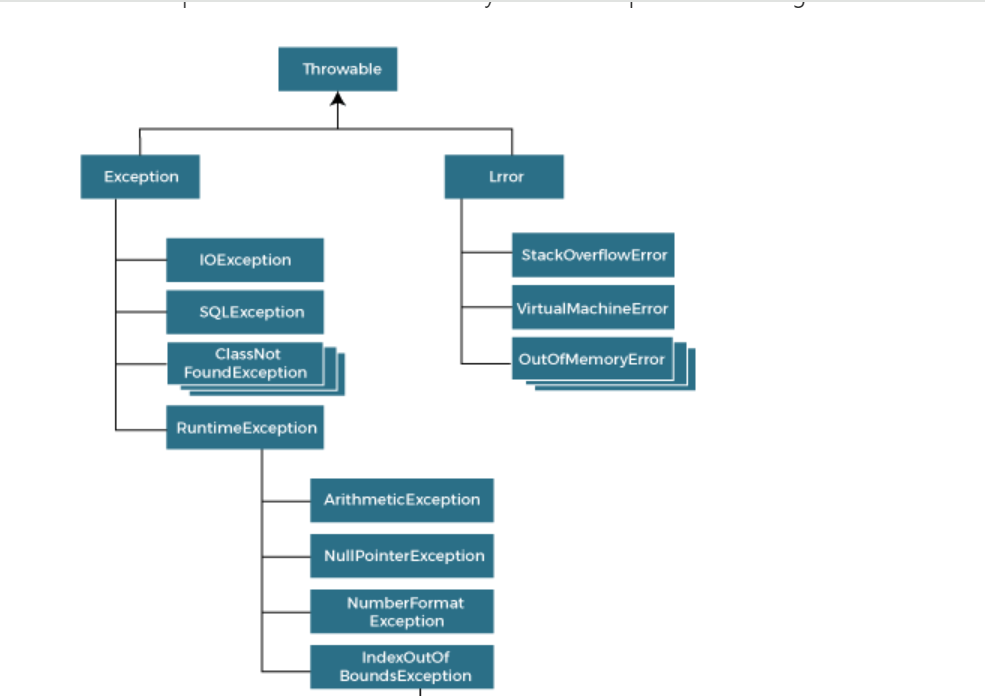 Throwable
Exception
Lrror
IOException
StackOverflowError
SQLException
VirtualMachineError
ClassNot
FoundException
OutOfMemoryError
RuntimeException
ArithmeticException
NullPointerException
NumberFormat
Exception
IndexOutOf
BoundsException